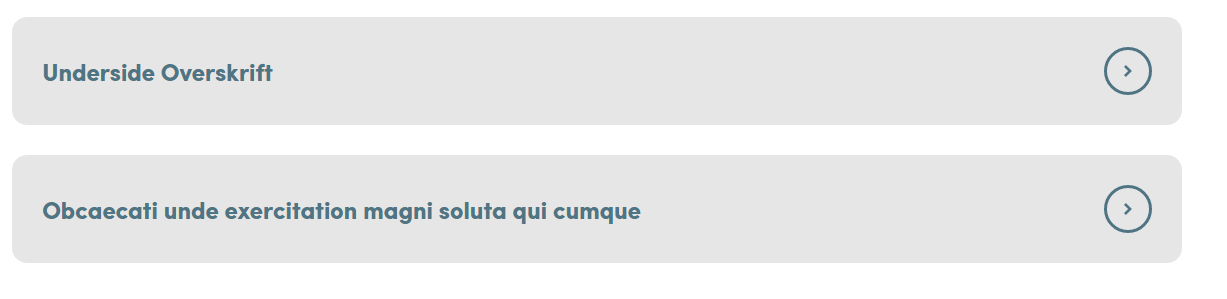 Underside Overskrift
Obcaecati unde exercitation magni soluta qui cumque